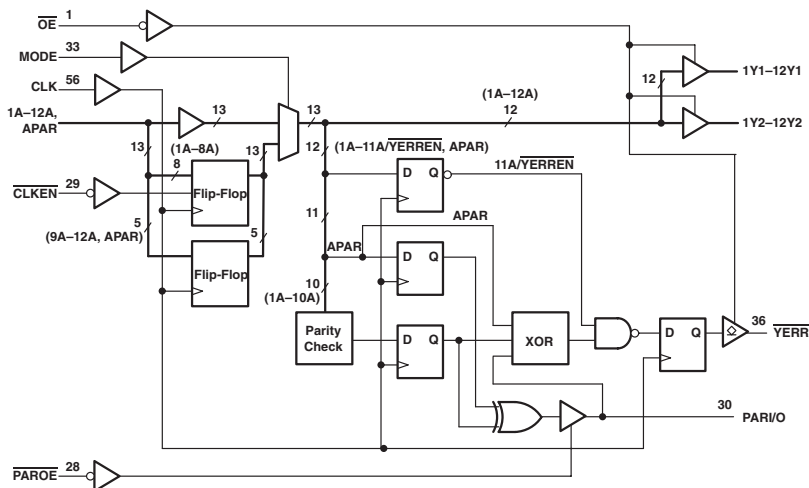 OE 1
MODE 33
CLK 56
1A–12A,
APAR
13
13
12
(1A–12A)
12
1Y1–12Y1
1Y2–12Y2
13
8
(1A–8A)
13
12
(1A–11A/YERREN, APAR)
CLKEN 29
Flip-Flop
5
(9A–12A, APAR)
5
Flip-Flop
D Q
11A/YERREN
11
APAR
APAR
D Q
10
(1A–10A)
Parity
Check
D Q
XOR
D Q
36
YERR
30
PARI/O
PAROE 28